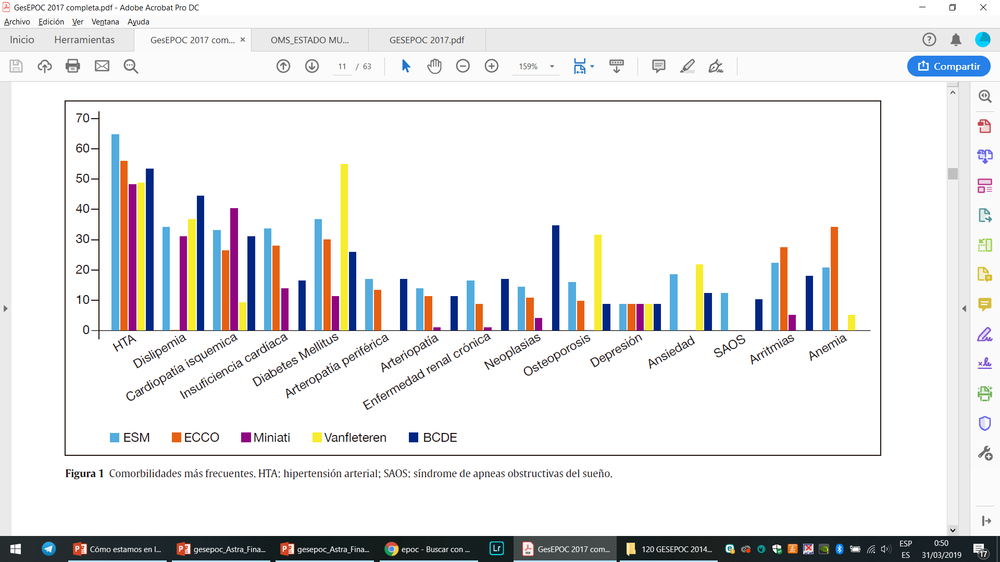 GesEPOC 2017 completa.pdf - Adobe Acrobat Pro DC
Archivo Edición Ver Ventana Ayuda
Inicio Herramientas GesEPOC 2017 com... × OMS_ESTADO MU... GESEPOC 2017.pdf
11 / 63 159% Compartir
70
60
50
40
30
20
10
0
HTA
Dislipemia
Cardiopatía isquemica
Insuficiencia cardíaca
Diabetes Mellitus
Arteropatía periférica
Arteriopatía
Enfermedad renal crónica
Neoplasias
Osteoporosis
Depresión
Ansiedad
SAOS
Arritmias
Anemia
ESM ECCO Miniati Vanfleteren BCDE
Figura 1 Comorbilidades más frecuentes. HTA: hipertensión arterial; SAOS: síndrome de apneas obstructivas del sueño.
Cómo estamos en l... gesepoc_Astra_Fina... gesepoc_Astra_Fina... epoc - Buscar con ... Lr GesEPOC 2017 com... 120 GESEPOC 2014...
ESP
ES
0:50
31/03/2019
17